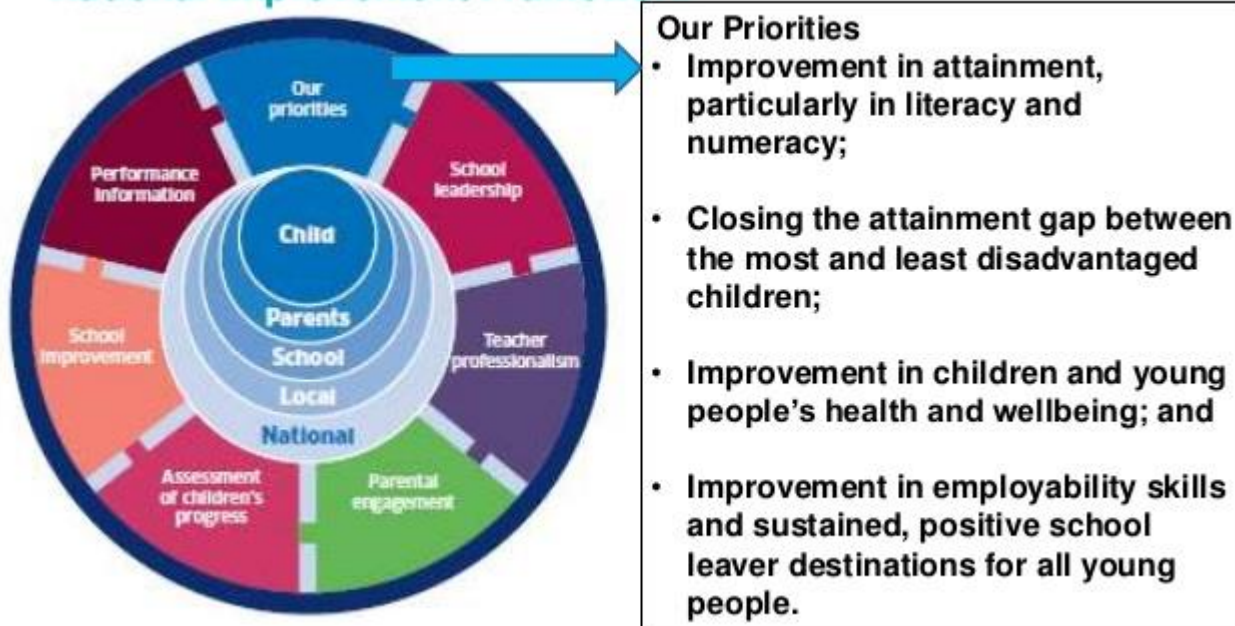 Our
priorities
School
leadership
Teacher
professionalism
Parental
engagement
Assessment
of children's
progress
School
improvement
Performance
information
Child
Parents
School
Local
National
Our Priorities
• Improvement in attainment,
particularly in literacy and
numeracy;
• Closing the attainment gap between
the most and least disadvantaged
children;
• Improvement in children and young
people’s health and wellbeing; and
• Improvement in employability skills
and sustained, positive school
leaver destinations for all young
people.